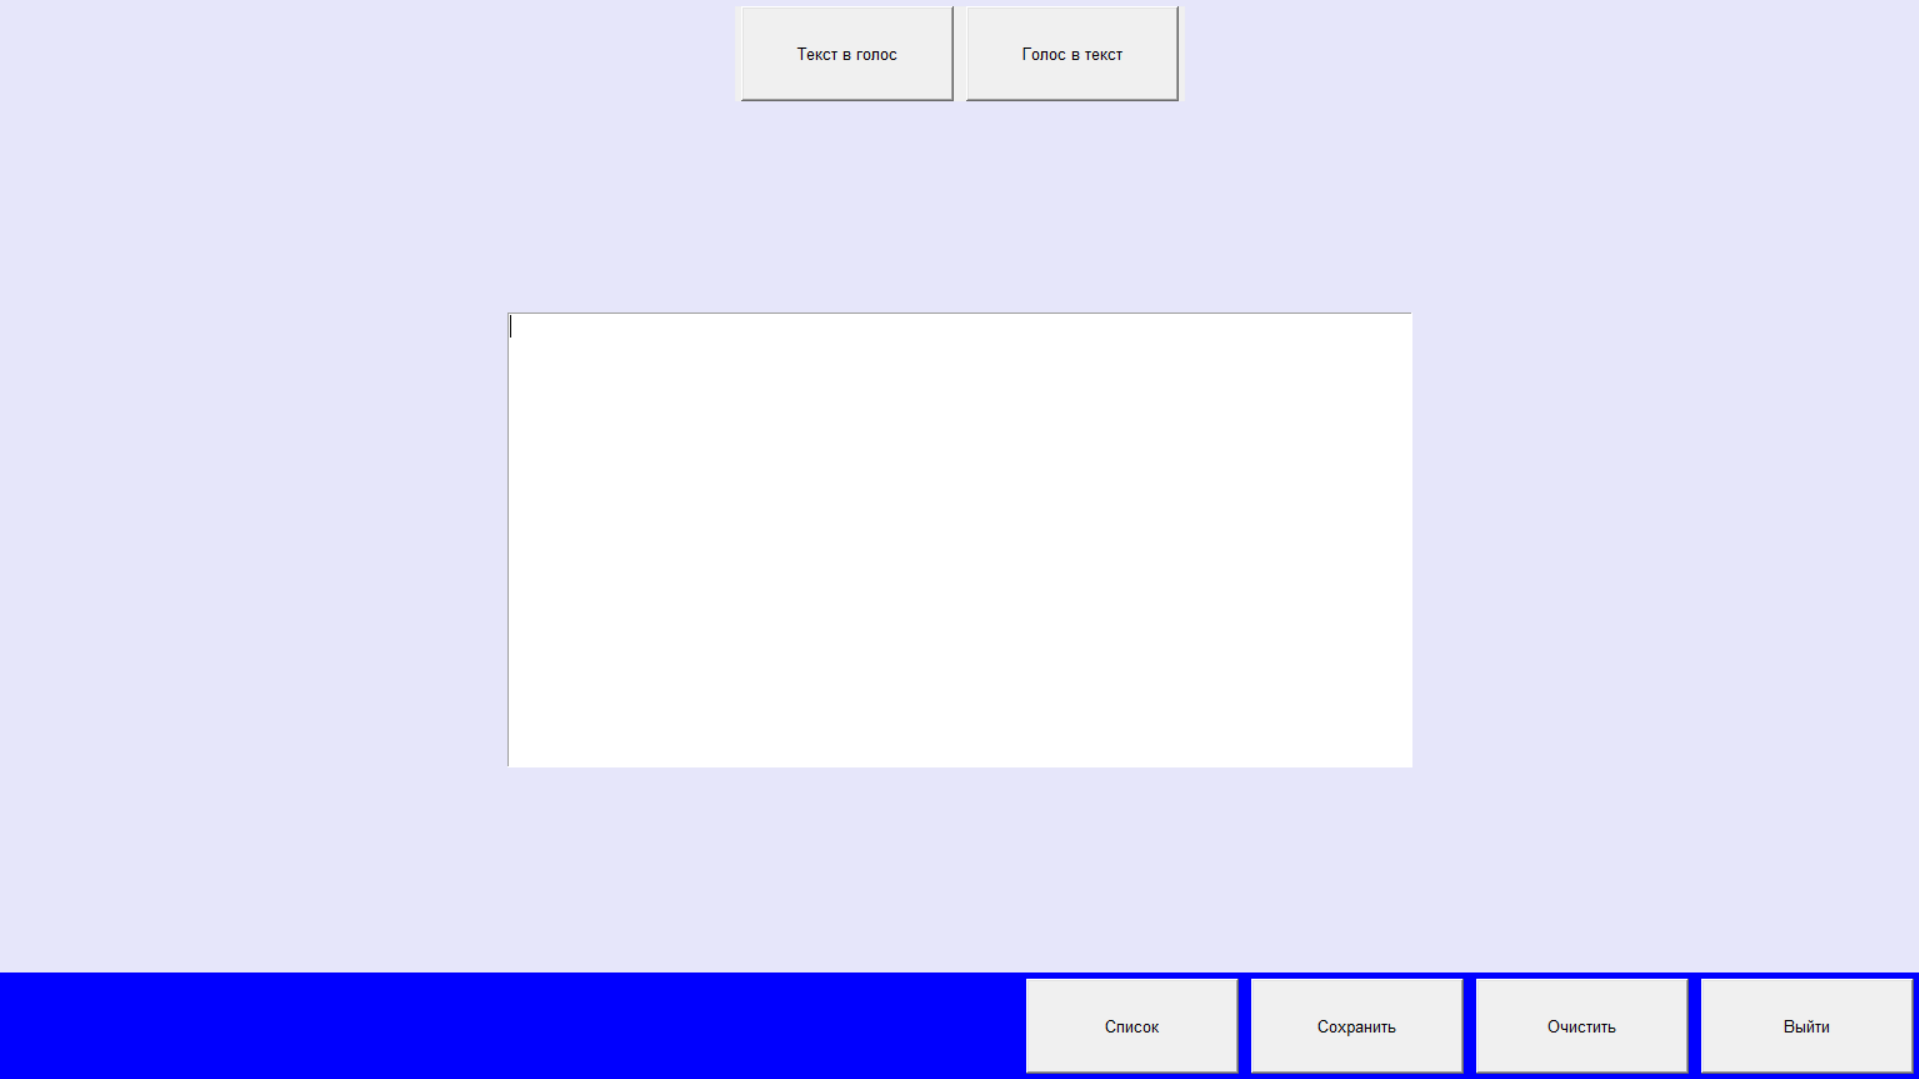 Текст в голос
Голос в текст
Список
Сохранить
Очистить
Выйти